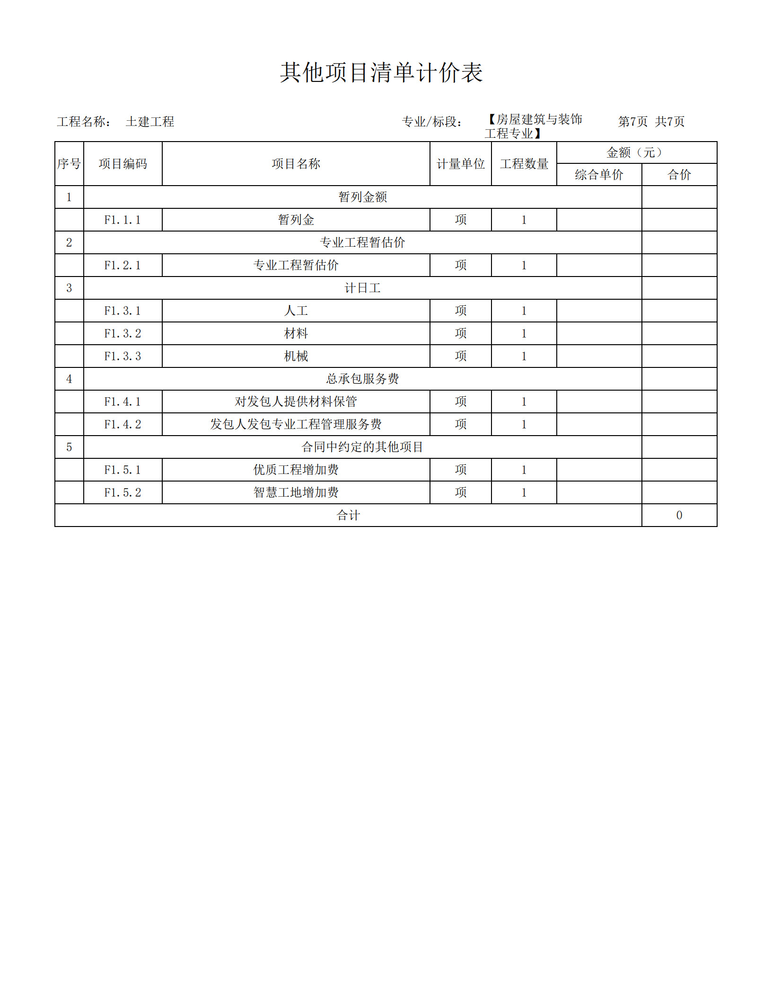 其他项目清单计价表
工程名称： 土建工程 专业/标段： 【房屋建筑与装饰工程专业】 第7页 共7页
序号 项目编码 项目名称 计量单位 工程数量 金额（元）
综合单价 合价
1 暂列金额
F1.1.1 暂列金 项 1
2 专业工程暂估价
F1.2.1 专业工程暂估价 项 1
3 计日工
F1.3.1 人工 项 1
F1.3.2 材料 项 1
F1.3.3 机械 项 1
4 总承包服务费
F1.4.1 对发包人提供材料保管 项 1
F1.4.2 发包人发包专业工程管理服务费 项 1
5 合同中约定的其他项目
F1.5.1 优质工程增加费 项 1
F1.5.2 智慧工地增加费 项 1
合计 0